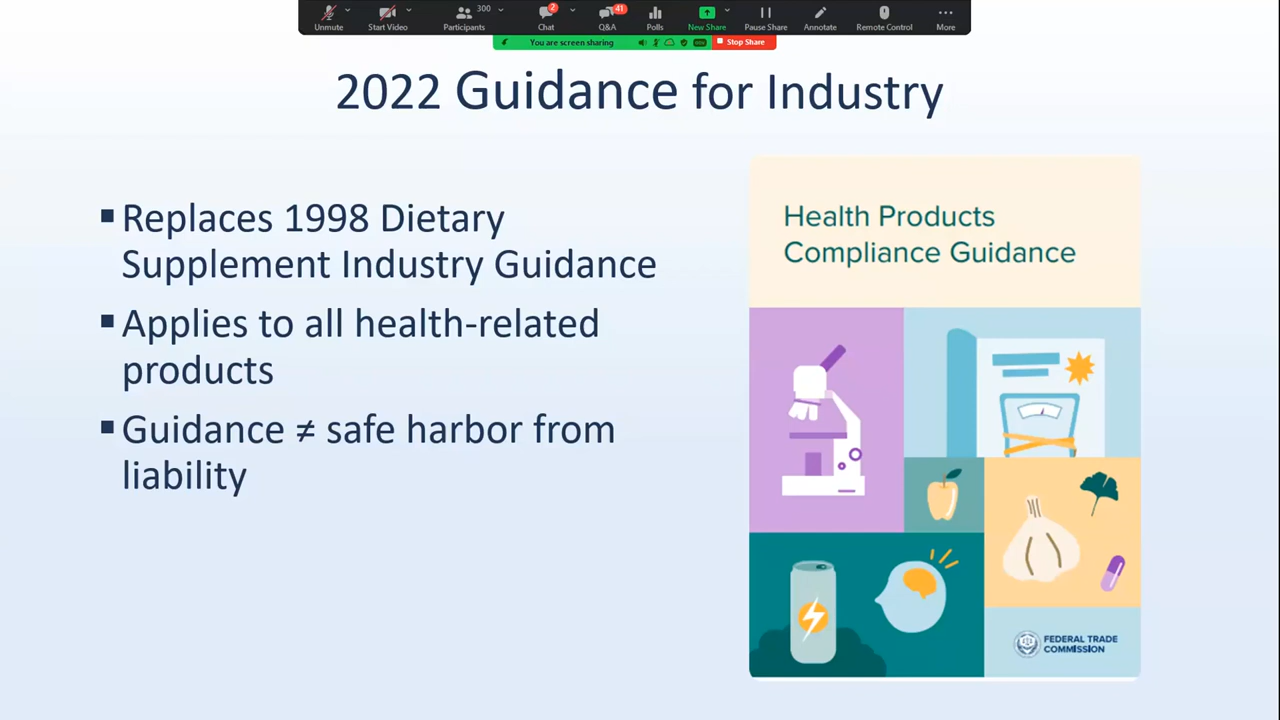 300
2
41
Unmute
Start Video
Participants
Chat
Q&A
Polls
New Share
Pause Share
Annotate
Remote Control
More
You are screen sharing
Stop Share
2022 Guidance for Industry
▪Replaces 1998 Dietary
Supplement Industry Guidance
▪Applies to all health-related
products
▪Guidance ≠ safe harbor from
liability
Health Products
Compliance Guidance
FEDERAL TRADE
COMMISSION